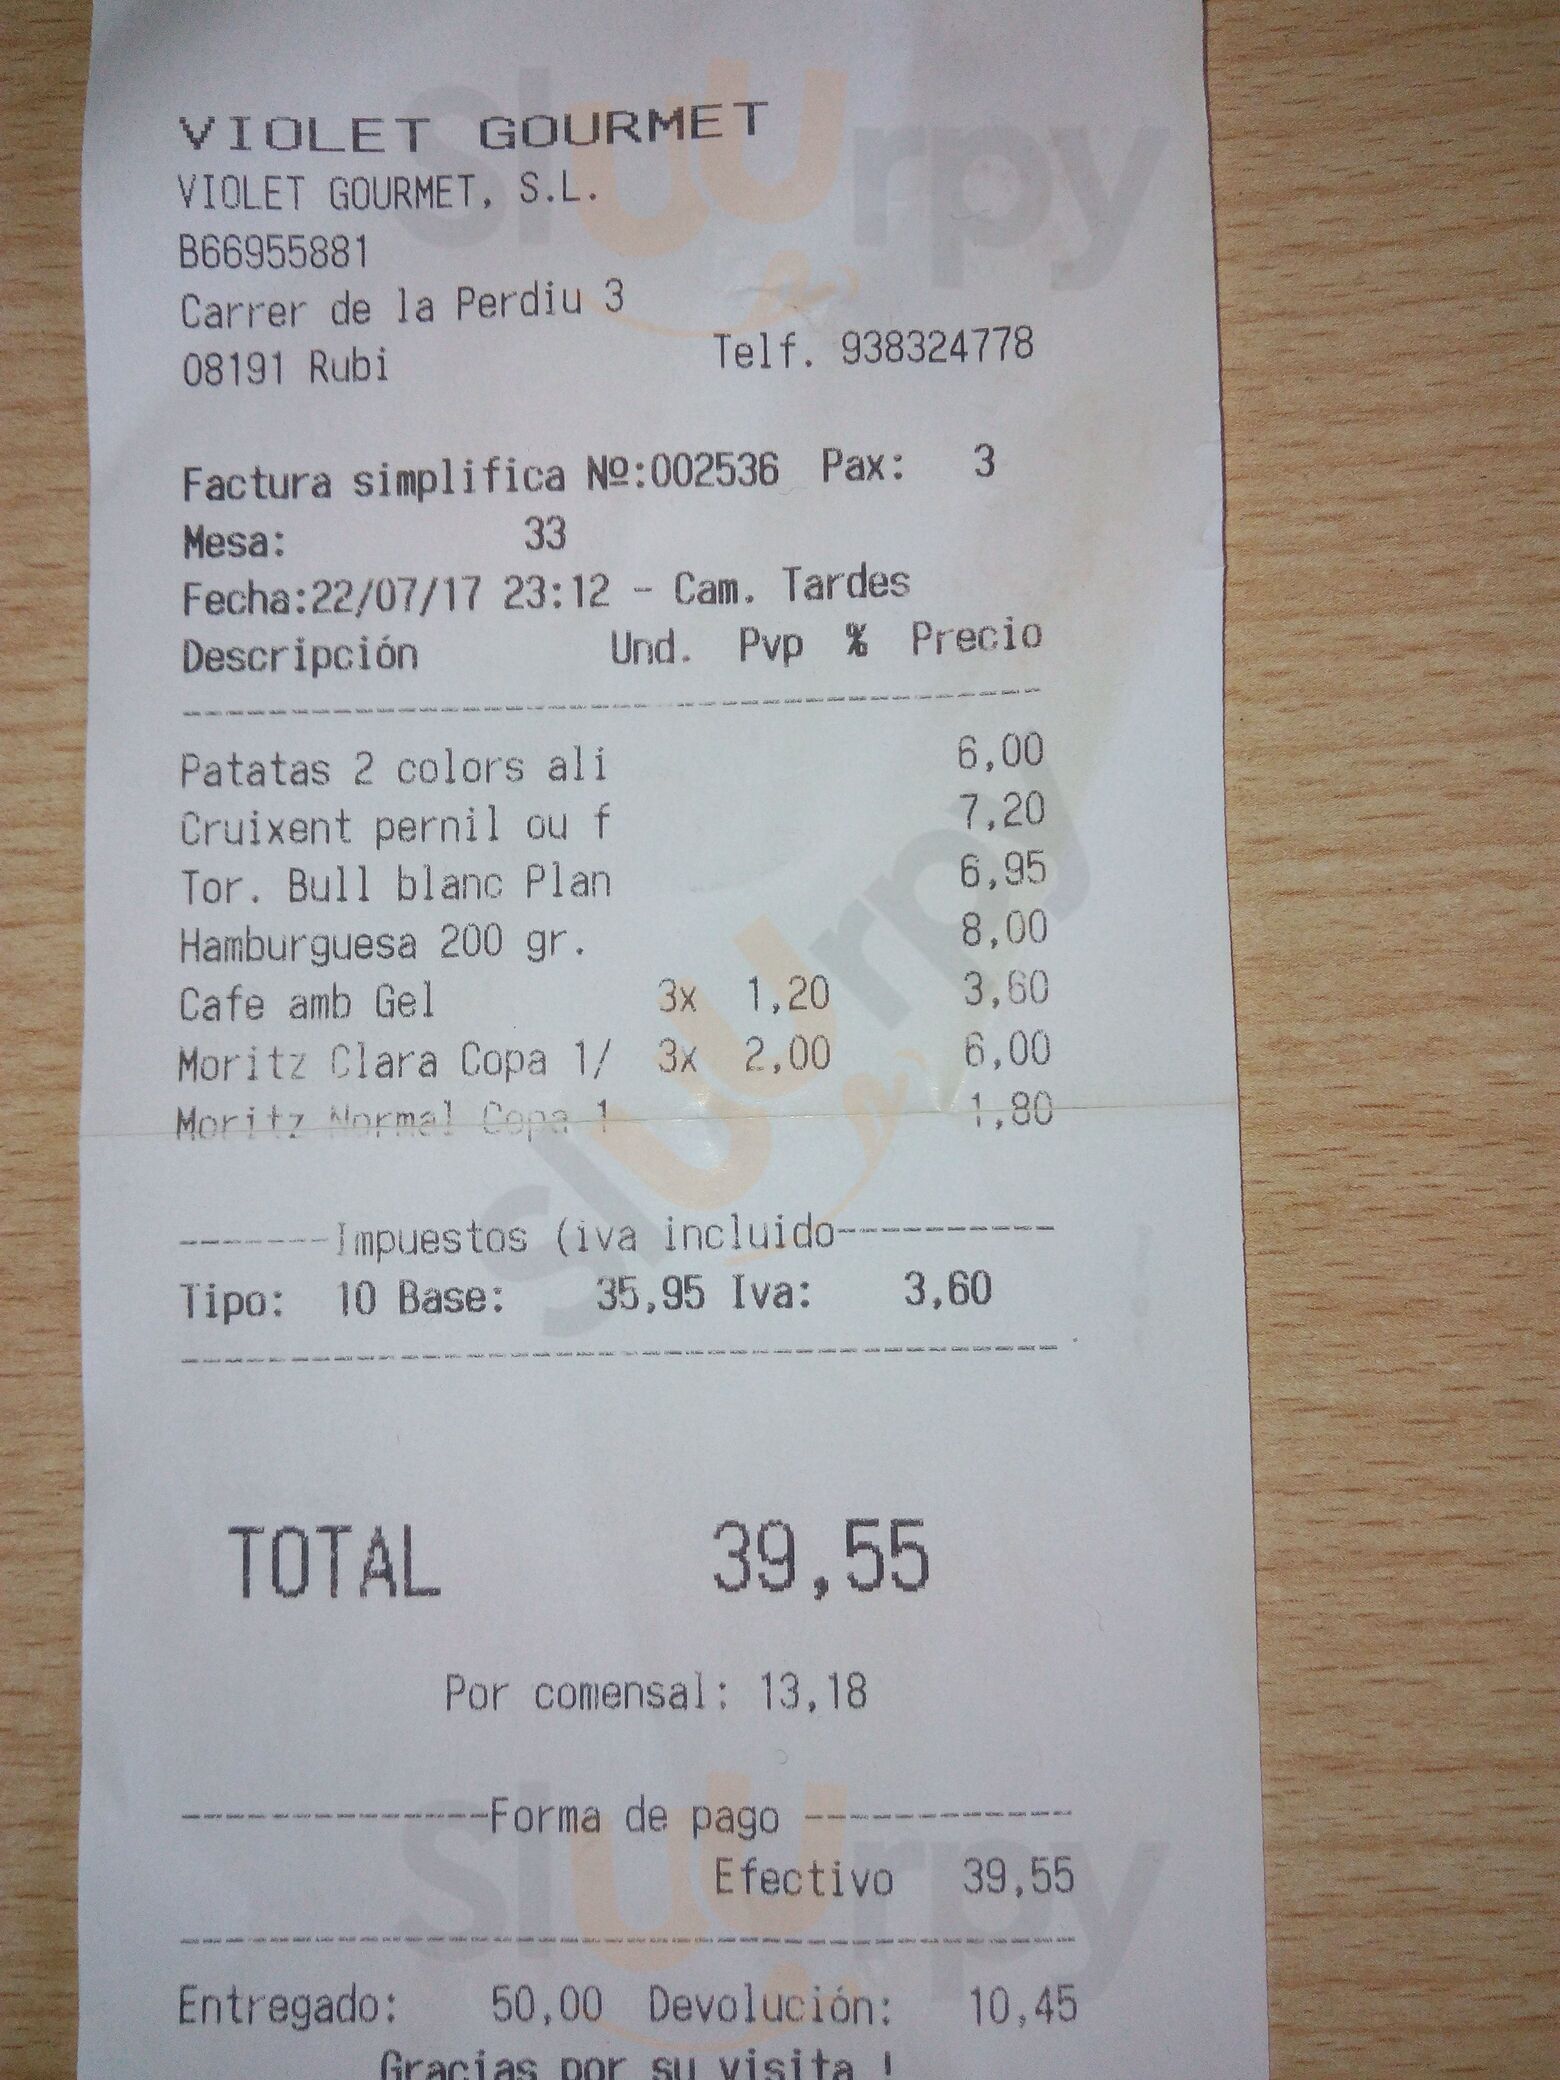 VIOLET GOURMET
VIOLET GOURMET, S.L.
B66955881
Carrer de la Perdiu 3
08191 Rubi Telf. 938324778
Factura simplifica Nº:002536 Pax: 3
Mesa: 33
Fecha:22/07/17 23:12 - Cam. Tardes
Descripción Und. Pvp % Precio
Patatas 2 colors ali 6,00
Cruixent pernil ou f 7,20
Tor. Bull blanc Plan 6,95
Hamburguesa 200 gr. 8,00
Cafe amb Gel 3x 1,20 3,60
Moritz Clara Copa 1/ 3x 2,00 6,00
Moritz Normal Copa 1 1,80
-------Impuestos (iva incluido----------
Tipo: 10 Base: 35,95 Iva: 3,60
TOTAL 39,55
Por comensal: 13,18
--------------Forma de pago ------------
Efectivo 39,55
Entregado: 50,00 Devolución: 10,45
Gracias por su visita !
sluurpy
sluurpy
sluurpy